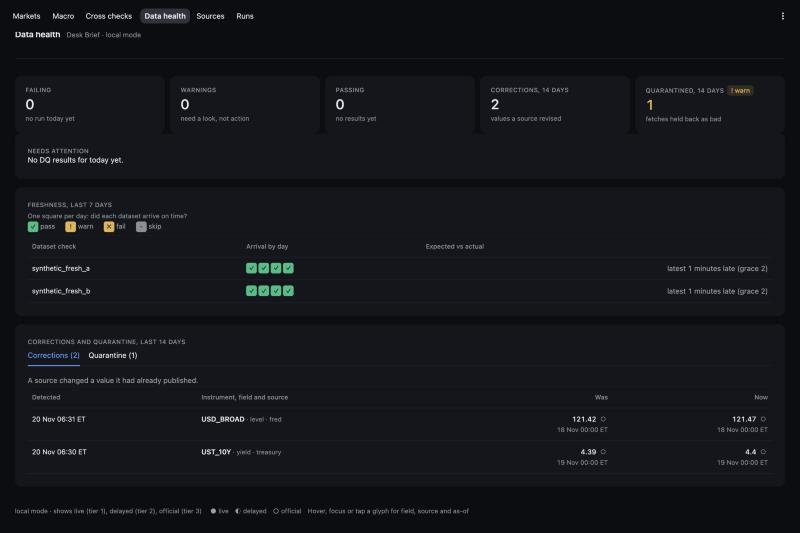 Markets Macro Cross checks Data health Sources Runs
Data health Desk Brief · local mode
FAILING
0
no run today yet
WARNINGS
0
need a look, not action
PASSING
0
no results yet
CORRECTIONS, 14 DAYS
2
values a source revised
QUARANTINED, 14 DAYS ! warn
1
fetches held back as bad
NEEDS ATTENTION
No DQ results for today yet.
FRESHNESS, LAST 7 DAYS
One square per day: did each dataset arrive on time?
✓ pass ! warn ✕ fail – skip
Dataset check Arrival by day Expected vs actual
synthetic_fresh_a ✓ ✓ ✓ ✓ latest 1 minutes late (grace 2)
synthetic_fresh_b ✓ ✓ ✓ ✓ latest 1 minutes late (grace 2)
CORRECTIONS AND QUARANTINE, LAST 14 DAYS
Corrections (2) Quarantine (1)
A source changed a value it had already published.
Detected Instrument, field and source Was Now
20 Nov 06:31 ET USD_BROAD · level · fred 121.42 121.47
18 Nov 00:00 ET 18 Nov 00:00 ET
20 Nov 06:30 ET UST_10Y · yield · treasury 4.39 4.4
19 Nov 00:00 ET 19 Nov 00:00 ET
local mode · shows live (tier 1), delayed (tier 2), official (tier 3) ● live ◐ delayed ○ official Hover, focus or tap a glyph for field, source and as-of